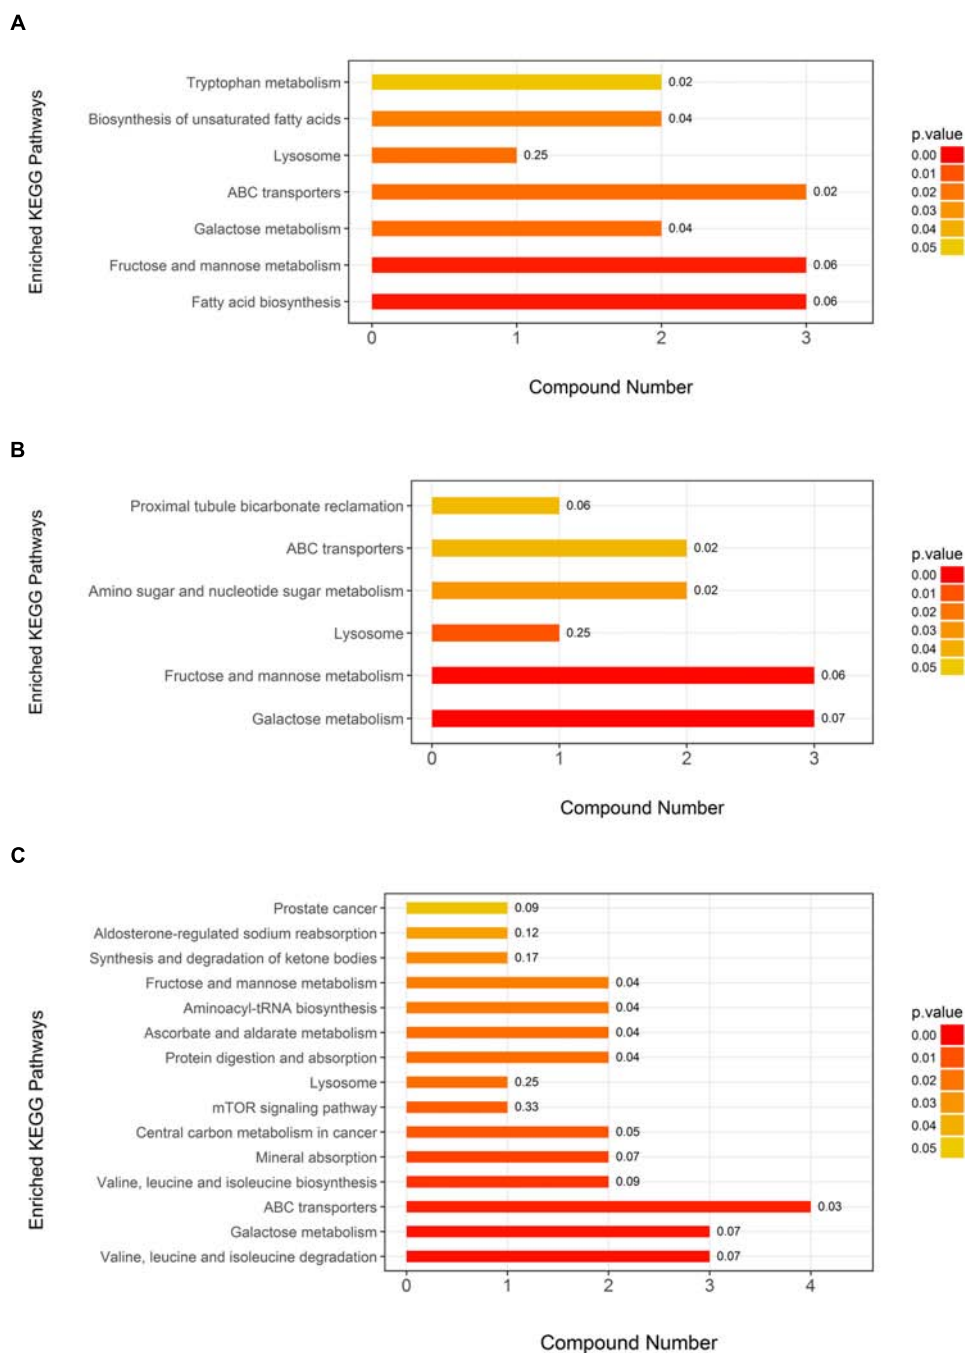 A
Enriched KEGG Pathways
Tryptophan metabolism 0.02
Biosynthesis of unsaturated fatty acids 0.04
Lysosome 0.25
ABC transporters 0.02
Galactose metabolism 0.04
Fructose and mannose metabolism 0.06
Fatty acid biosynthesis 0.06
0 1 2 3
Compound Number
p.value
0.00
0.01
0.02
0.03
0.04
0.05
B
Enriched KEGG Pathways
Proximal tubule bicarbonate reclamation 0.06
ABC transporters 0.02
Amino sugar and nucleotide sugar metabolism 0.02
Lysosome 0.25
Fructose and mannose metabolism 0.06
Galactose metabolism 0.07
0 1 2 3
Compound Number
p.value
0.00
0.01
0.02
0.03
0.04
0.05
C
Enriched KEGG Pathways
Prostate cancer 0.09
Aldosterone-regulated sodium reabsorption 0.12
Synthesis and degradation of ketone bodies 0.17
Fructose and mannose metabolism 0.04
Aminoacyl-tRNA biosynthesis 0.04
Ascorbate and aldarate metabolism 0.04
Protein digestion and absorption 0.04
Lysosome 0.25
mTOR signaling pathway 0.33
Central carbon metabolism in cancer 0.05
Mineral absorption 0.07
Valine, leucine and isoleucine biosynthesis 0.09
ABC transporters 0.03
Galactose metabolism 0.07
Valine, leucine and isoleucine degradation 0.07
0 1 2 3 4
Compound Number
p.value
0.00
0.01
0.02
0.03
0.04
0.05